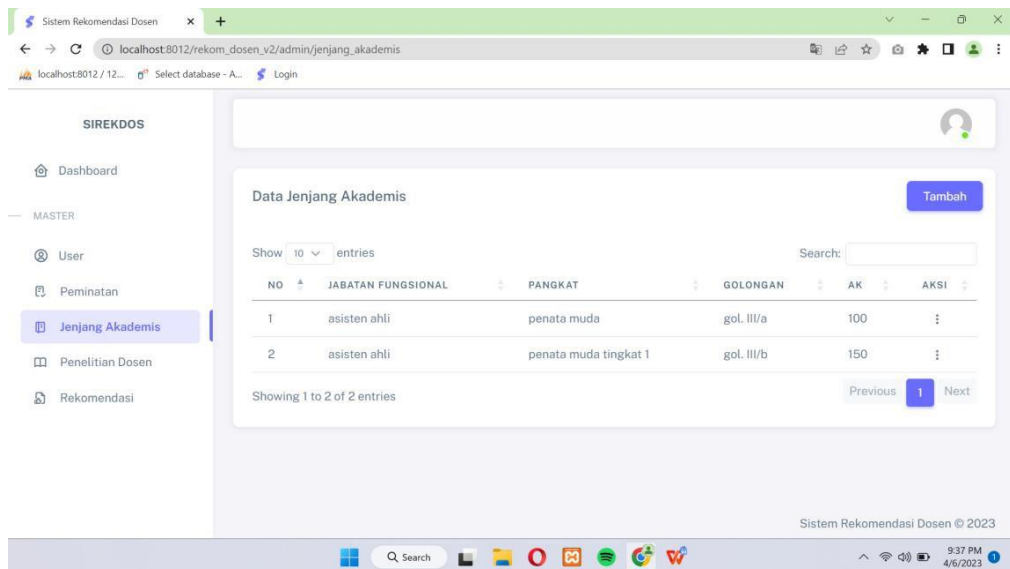 Sistem Rekomendasi Dosen
localhost:8012/rekom_dosen_v2/admin/jenjang_akademis
localhost:8012 / 12... Select database - A... Login
SIREKDOS
Dashboard
MASTER
User
Peminatan
Jenjang Akademis
Penelitian Dosen
Rekomendasi
Data Jenjang Akademis Tambah
Show 10 entries Search:
NO JABATAN FUNGSIONAL PANGKAT GOLONGAN AK AKSI
1 asisten ahli penata muda gol. III/a 100
2 asisten ahli penata muda tingkat 1 gol. III/b 150
Showing 1 to 2 of 2 entries Previous 1 Next
Sistem Rekomendasi Dosen © 2023
Search
9:37 PM
4/6/2023 1